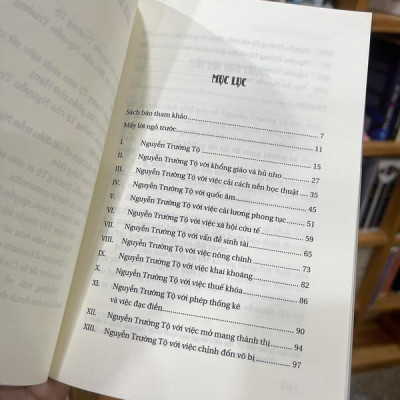 MỤC LỤC
Sách báo tham khảo 7
Mấy lời ngỏ trước 11
I. Nguyễn Trường Tộ 15
II. Nguyễn Trường Tộ với khổng giáo và hủ nho 27
III. Nguyễn Trường Tộ với việc cải cách nền học thuật 35
IV. Nguyễn Trường Tộ với quốc âm 45
V. Nguyễn Trường Tộ với việc cải lương phong tục 51
VI. Nguyễn Trường Tộ với việc xã hội cứu tế 59
VII. Nguyễn Trường Tộ với vấn đề sinh tài 65
VIII. Nguyễn Trường Tộ với việc nông chính 73
IX. Nguyễn Trường Tộ với việc khai khoáng 82
X. Nguyễn Trường Tộ với việc thuế khóa 86
XI. Nguyễn Trường Tộ với phép thống kê
và việc đạc điền 90
XII. Nguyễn Trường Tộ với việc mở mang thành thị 94
XIII. Nguyễn Trường Tộ với việc chỉnh đốn võ bị 97